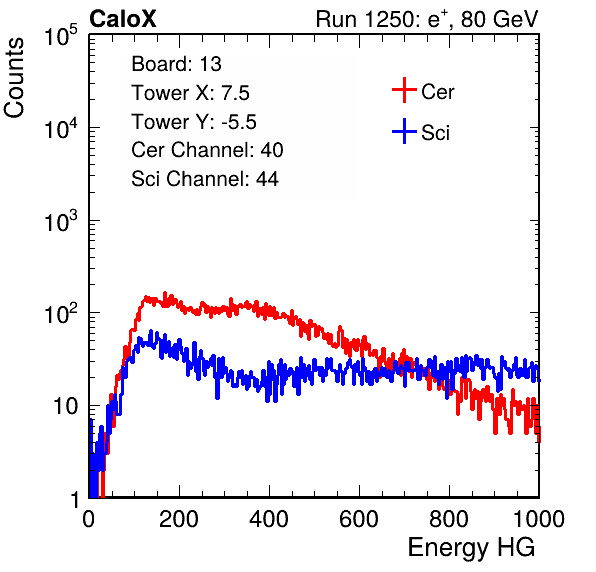 CaloX Run 1250: e+, 80 GeV
Counts
Board: 13
Tower X: 7.5
Tower Y: -5.5
Cer Channel: 40
Sci Channel: 44
Cer
Sci
10^5
10^4
10^3
10^2
10
1
0 200 400 600 800 1000
Energy HG